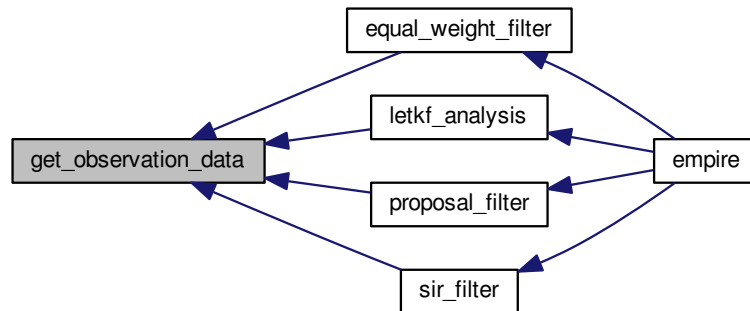 equal_weight_filter
letkf_analysis
get_observation_data
empire
proposal_filter
sir_filter